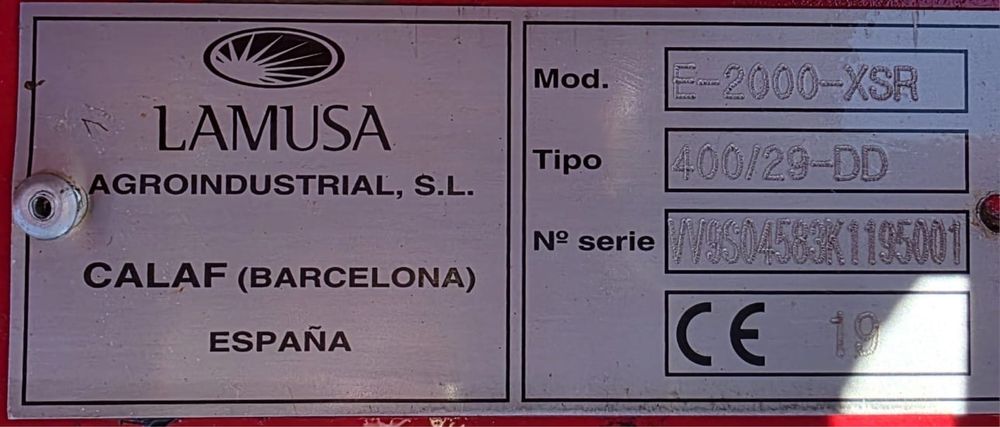 LAMUSA
AGROINDUSTRIAL, S.L.
CALAF (BARCELONA)
ESPAÑA
Mod. E-2000-XSR
Tipo 400/29-DD
Nº serie VV9S04583K1195001
CE 19